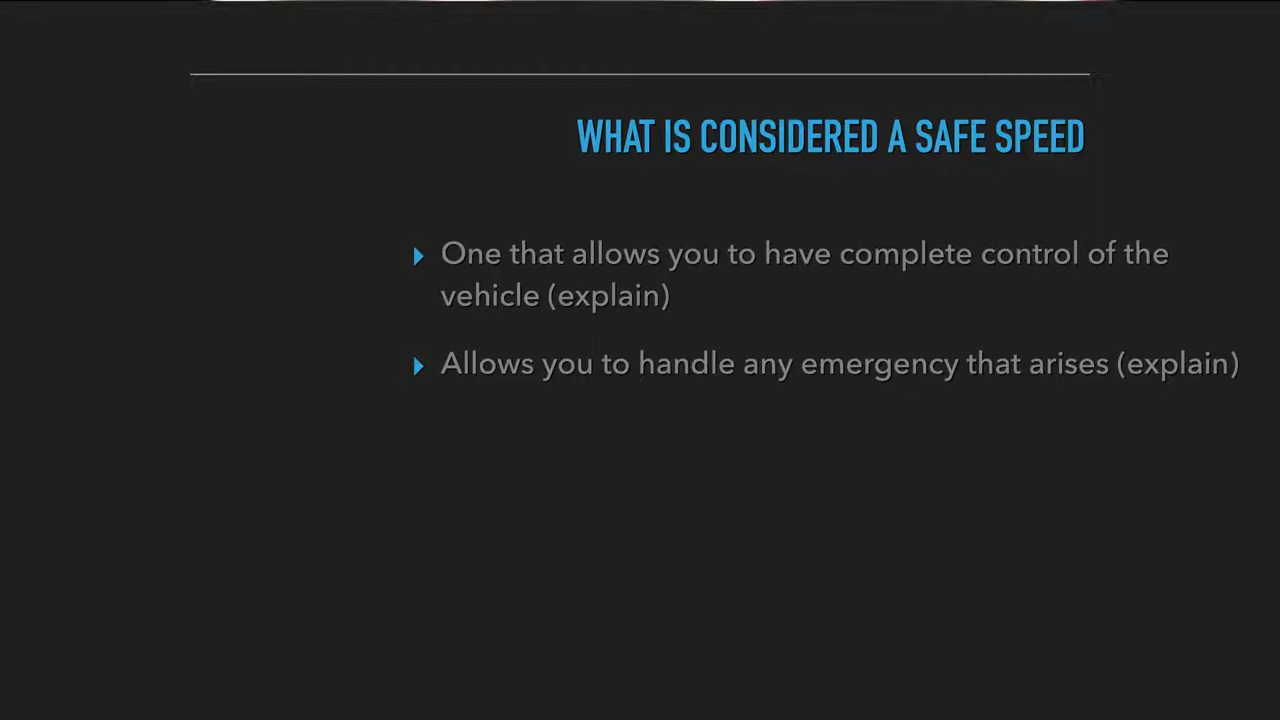 WHAT IS CONSIDERED A SAFE SPEED
One that allows you to have complete control of the
vehicle (explain)
Allows you to handle any emergency that arises (explain)